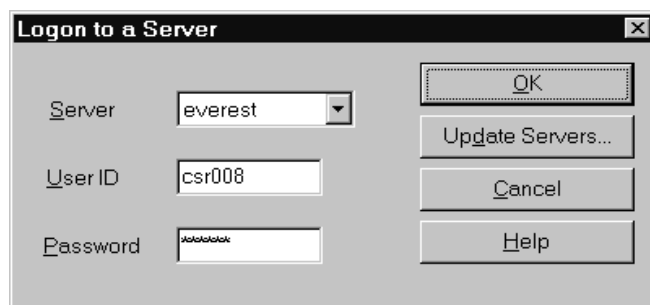 Logon to a Server
Server
everest
OK
Update Servers...
User ID
csr008
Cancel
Password
*******
Help